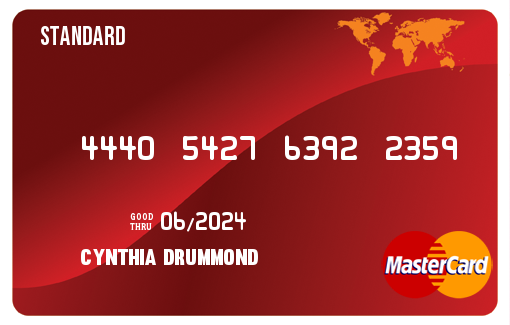 STANDARD
4440 5427 6392 2359
GOOD THRU 06/2024
CYNTHIA DRUMMOND
MasterCard